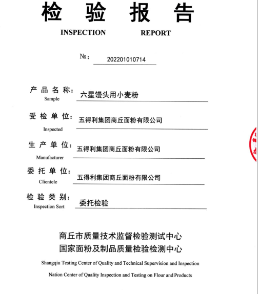 检 验 报 告
INSPECTION REPORT
№: 202201010714
产 品 名 称: 六星馒头用小麦粉
Sample
受 检 单 位: 五得利集团商丘面粉有限公司
Inspected
生 产 单 位: 五得利集团商丘面粉有限公司
Manufacturer
委 托 单 位: 五得利集团商丘面粉有限公司
Clientele
检 验 类 别: 委托检验
Inspection Sort
商丘市质量技术监督检验测试中心
国家面粉及制品质量检验检测中心
Shangqiu Testing Center of Quality and Technical Supervision and Inspection
Nation Center of Quality Inspection and Testing on Flour and Products